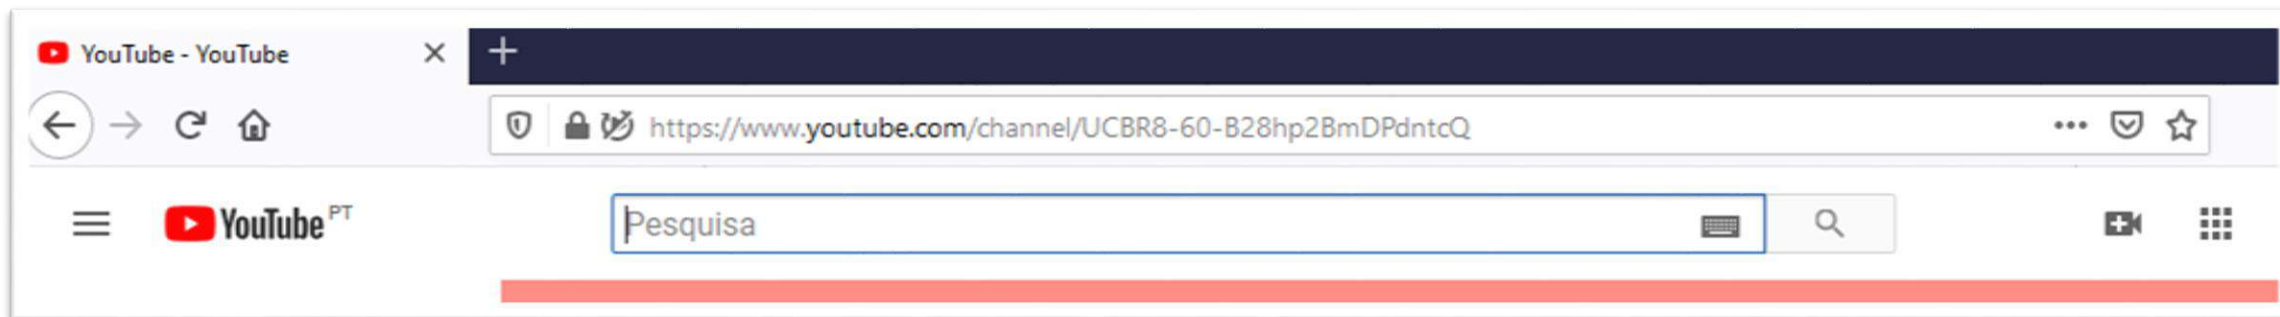 YouTube - YouTube
https://www.youtube.com/channel/UCBR8-60-B28hp2BmDPdntcQ
YouTube PT
Pesquisa